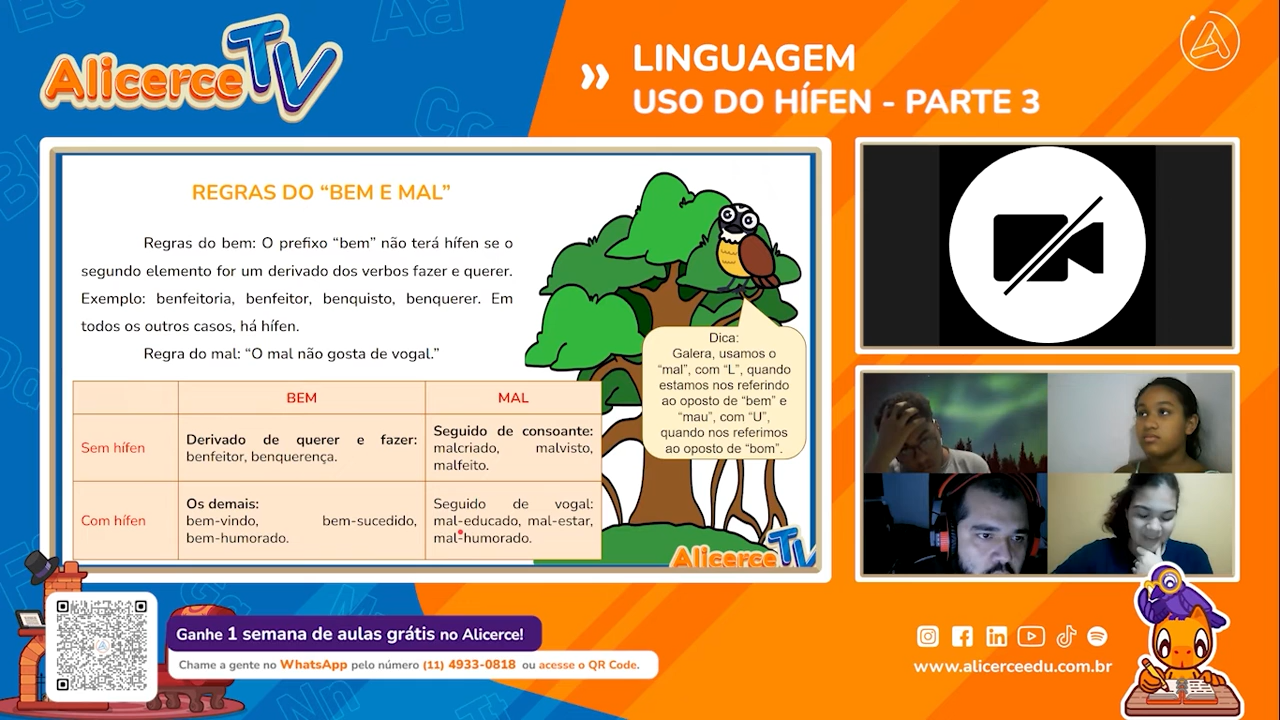 Alicerce TV
LINGUAGEM
USO DO HÍFEN - PARTE 3
REGRAS DO “BEM E MAL”
Regras do bem: O prefixo “bem” não terá hífen se o
segundo elemento for um derivado dos verbos fazer e querer.
Exemplo: benfeitoria, benfeitor, benquisto, benquerer. Em
todos os outros casos, há hífen.
Regra do mal: “O mal não gosta de vogal.”
Dica:
Galera, usamos o
“mal”, com “L”, quando
estamos nos referindo
ao oposto de “bem” e
“mau”, com “U”,
quando nos referimos
ao oposto de “bom”.
BEM MAL
Sem hífen
Derivado de querer e fazer:
benfeitor, benquerença.
Seguido de consoante:
malcriado, malvisto,
malfeito.
Com hífen
Os demais:
bem-vindo, bem-sucedido,
bem-humorado.
Seguido de vogal:
mal-educado, mal-estar,
mal-humorado.
Alicerce TV
Ganhe 1 semana de aulas grátis no Alicerce!
Chame a gente no WhatsApp pelo número (11) 4933-0818 ou acesse o QR Code.
www.alicerceedu.com.br